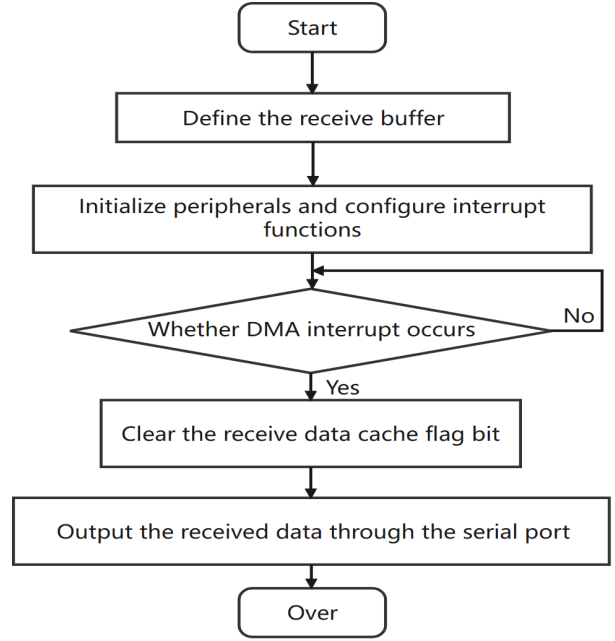 Start
Define the receive buffer
Initialize peripherals and configure interrupt
functions
Whether DMA interrupt occurs
No
Yes
Clear the receive data cache flag bit
Output the received data through the serial port
Over